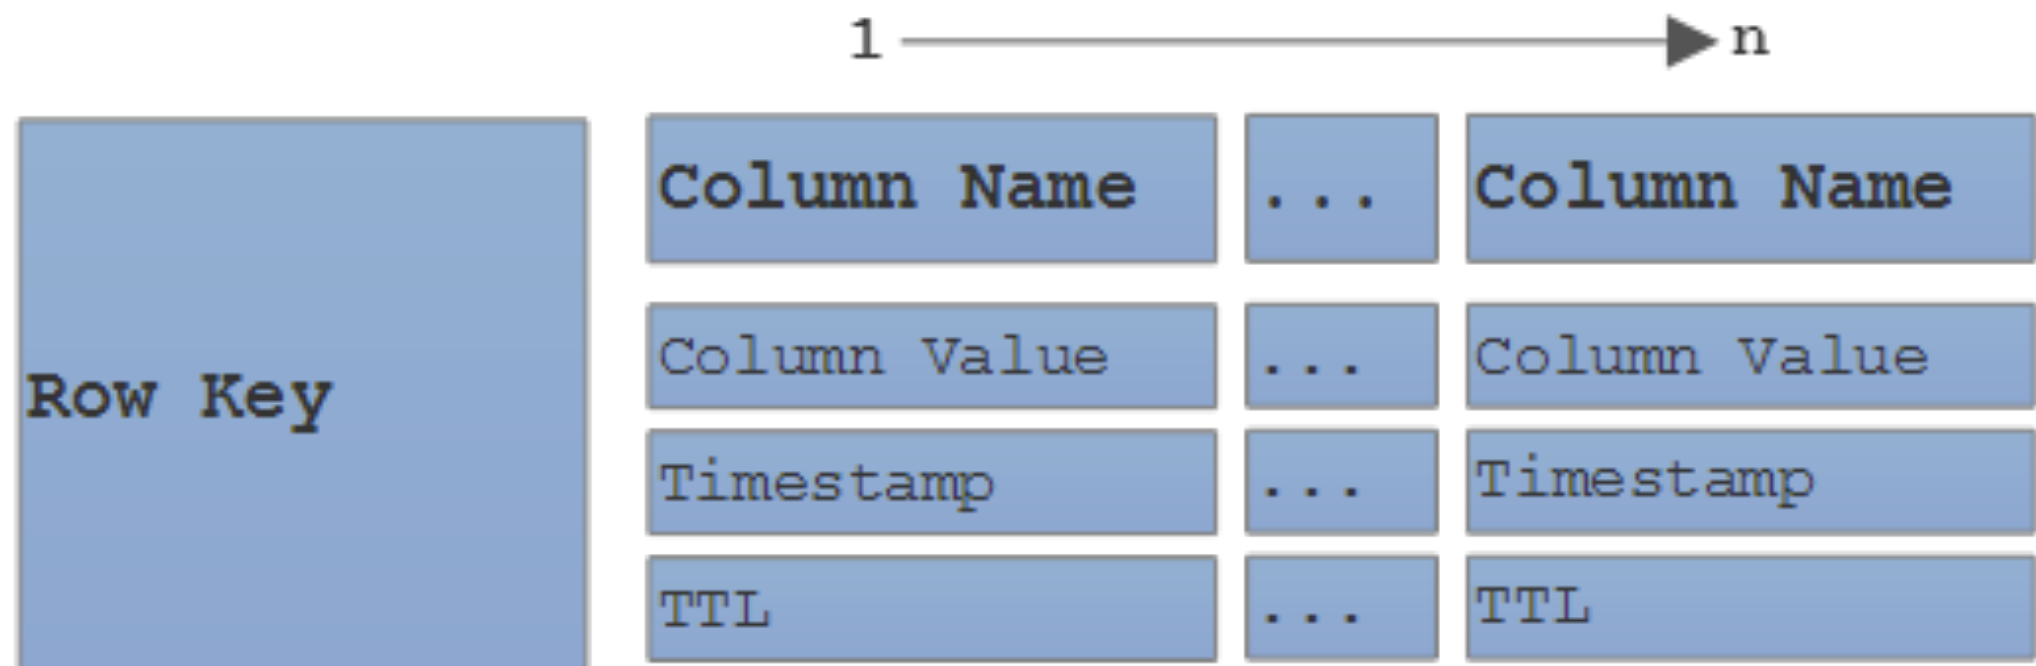 1 n
Column Name ... Column Name
Column Value ... Column Value
Row Key
Timestamp ... Timestamp
TTL ... TTL